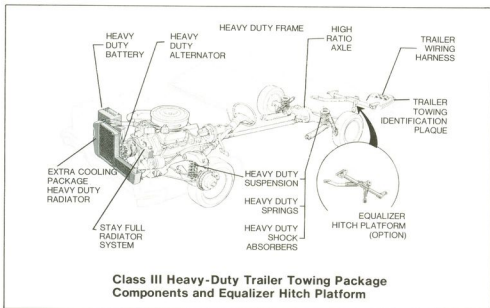 HEAVY
DUTY
BATTERY
HEAVY
DUTY
ALTERNATOR
HEAVY DUTY FRAME
HIGH
RATIO
AXLE
TRAILER
WIRING
HARNESS
TRAILER
TOWING
IDENTIFICATION
PLAQUE
EXTRA COOLING
PACKAGE
HEAVY DUTY
RADIATOR
STAY FULL
RADIATOR
SYSTEM
HEAVY DUTY
SUSPENSION
HEAVY DUTY
SPRINGS
HEAVY DUTY
SHOCK
ABSORBERS
EQUALIZER
HITCH PLATFORM
(OPTION)
Class III Heavy-Duty Trailer Towing Package
Components and Equalizer Hitch Platform